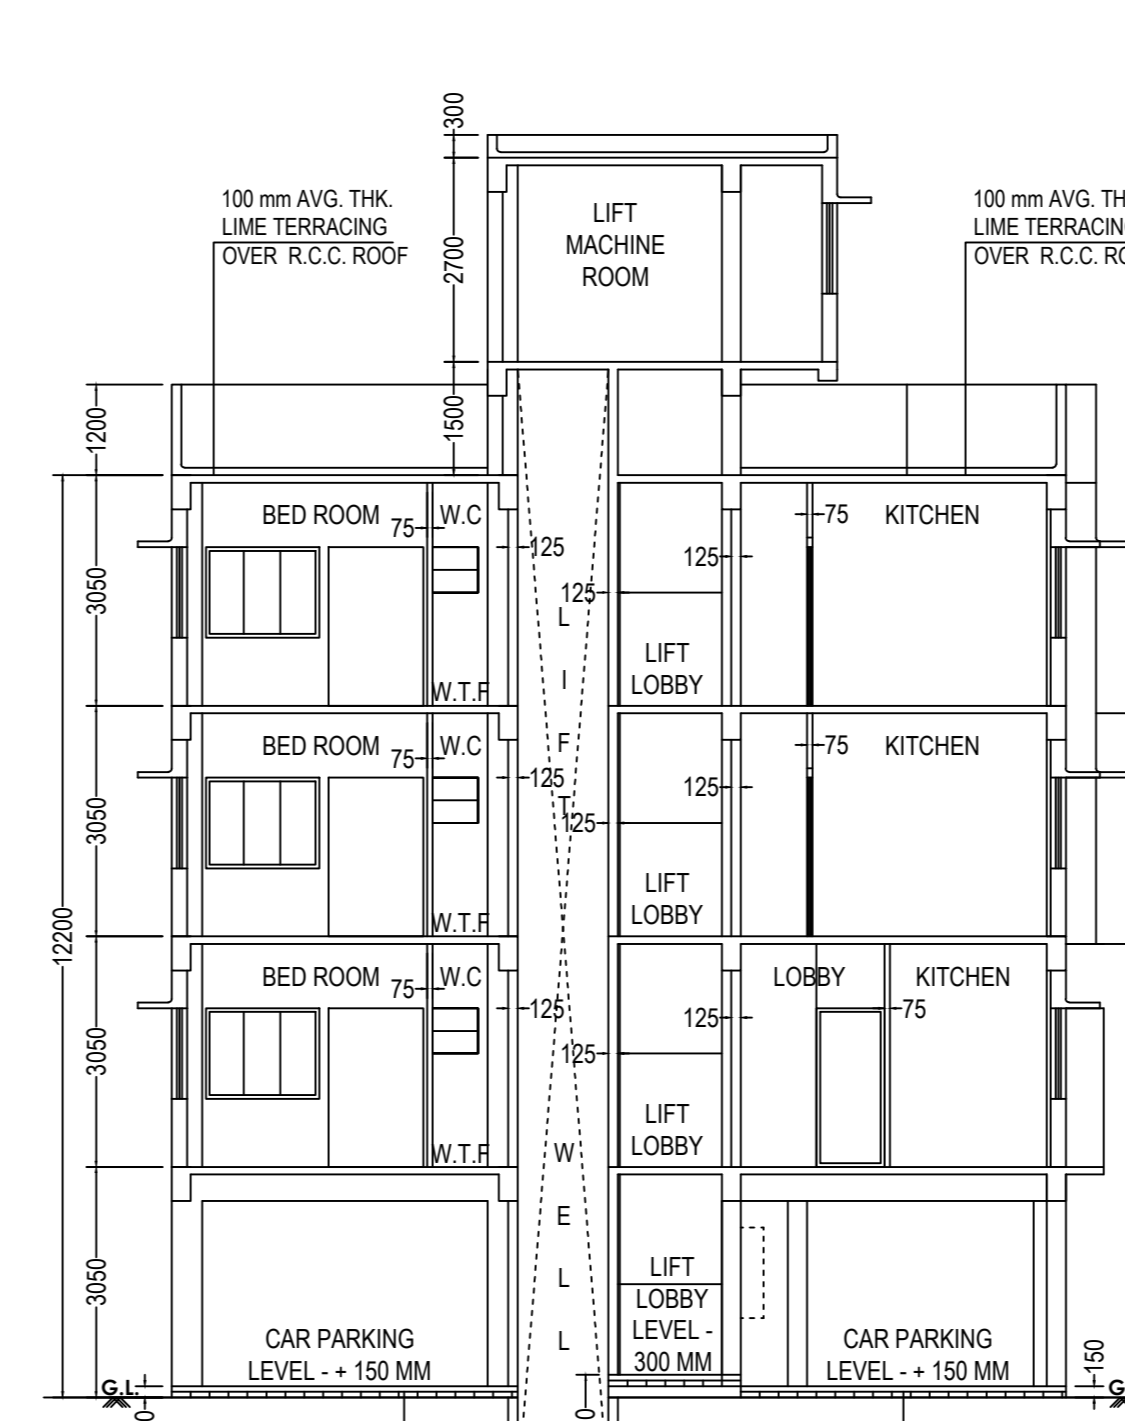 300
100 mm AVG. THK.
LIME TERRACING
OVER R.C.C. ROOF
LIFT
MACHINE
ROOM
2700
100 mm AVG. TH
LIME TERRACING
OVER R.C.C. RO
1200
1500
BED ROOM
75
W.C
125
125
125
75
KITCHEN
3050
LIFT
LOBBY
W.T.F
BED ROOM
75
W.C
125
125
125
75
KITCHEN
3050
LIFT
LOBBY
W.T.F
12200
BED ROOM
75
W.C
125
125
125
LOBBY
KITCHEN
75
3050
LIFT
LOBBY
W.T.F
L
I
F
T
W
E
L
L
3050
LIFT
LOBBY
LEVEL -
300 MM
CAR PARKING
LEVEL - + 150 MM
CAR PARKING
LEVEL - + 150 MM
150
G.L.
G
0
0